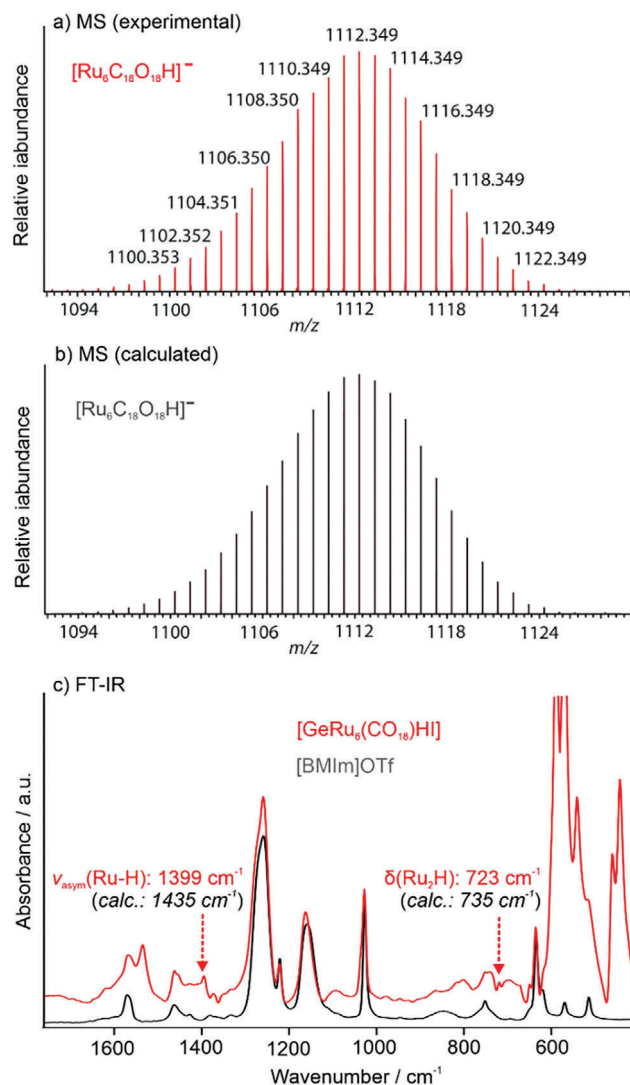 a) MS (experimental)
[Ru₆C₁₈O₁₈H]⁻
1112.349
1110.349
1114.349
1108.350
1116.349
1106.350
1118.349
1104.351
1102.352
1120.349
1100.353
1122.349
Relative iabundance
1094 1100 1106 1112 1118 1124
m/z
b) MS (calculated)
[Ru₆C₁₈O₁₈H]⁻
Relative iabundance
1094 1100 1106 1112 1118 1124
m/z
c) FT-IR
[GeRu₆(CO₁₈)HI]
[BMIm]OTf
Absorbance / a.u.
νasym(Ru-H): 1399 cm⁻¹
(calc.: 1435 cm⁻¹)
δ(Ru₂H): 723 cm⁻¹
(calc.: 735 cm⁻¹)
1600 1400 1200 1000 800 600
Wavenumber / cm⁻¹